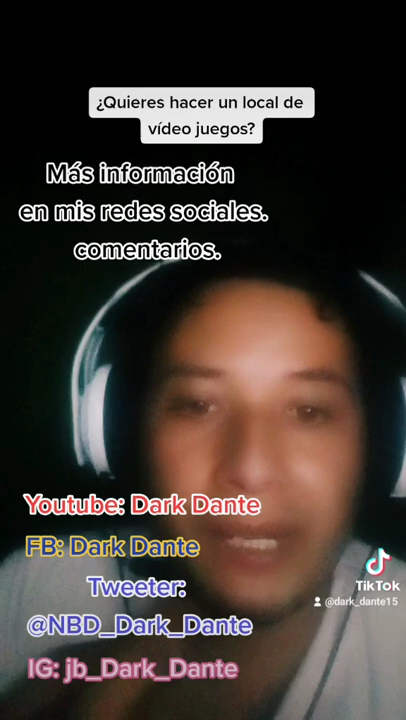 ¿Quieres hacer un local de
vídeo juegos?
Más información
en mis redes sociales.
comentarios.
Youtube: Dark Dante
FB: Dark Dante
Tweeter:
@NBD_Dark_Dante
IG: jb_Dark_Dante
TikTok
@dark_dante15